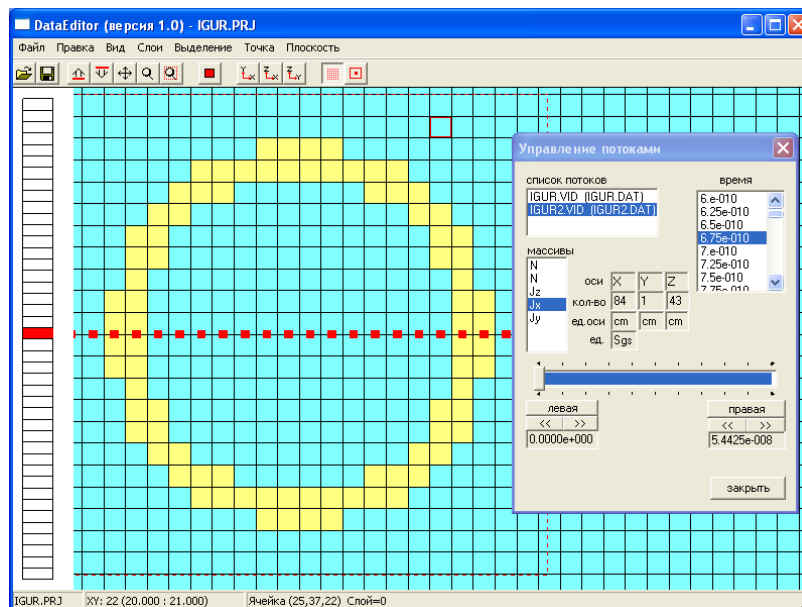 DataEditor (версия 1.0) - IGUR.PRJ
Файл Правка Вид Слои Выделение Точка Плоскость
Y X Z X Z Y
Управление потоками
список потоков
IGUR.VID (IGUR.DAT)
IGUR2.VID (IGUR2.DAT)
время
6.e-010
6.25e-010
6.5e-010
6.75e-010
7.e-010
7.25e-010
7.5e-010
7.75e-010
массивы
N
N
Jz
Jx
Jy
оси X Y Z
кол-во 84 1 43
ед.оси cm cm cm
ед. Sgs
левая
<< >>
0.0000e+000
правая
<< >>
5.4425e-008
закрыть
IGUR.PRJ XY: 22 (20.000 : 21.000) Ячейка (25,37,22) Слой=0